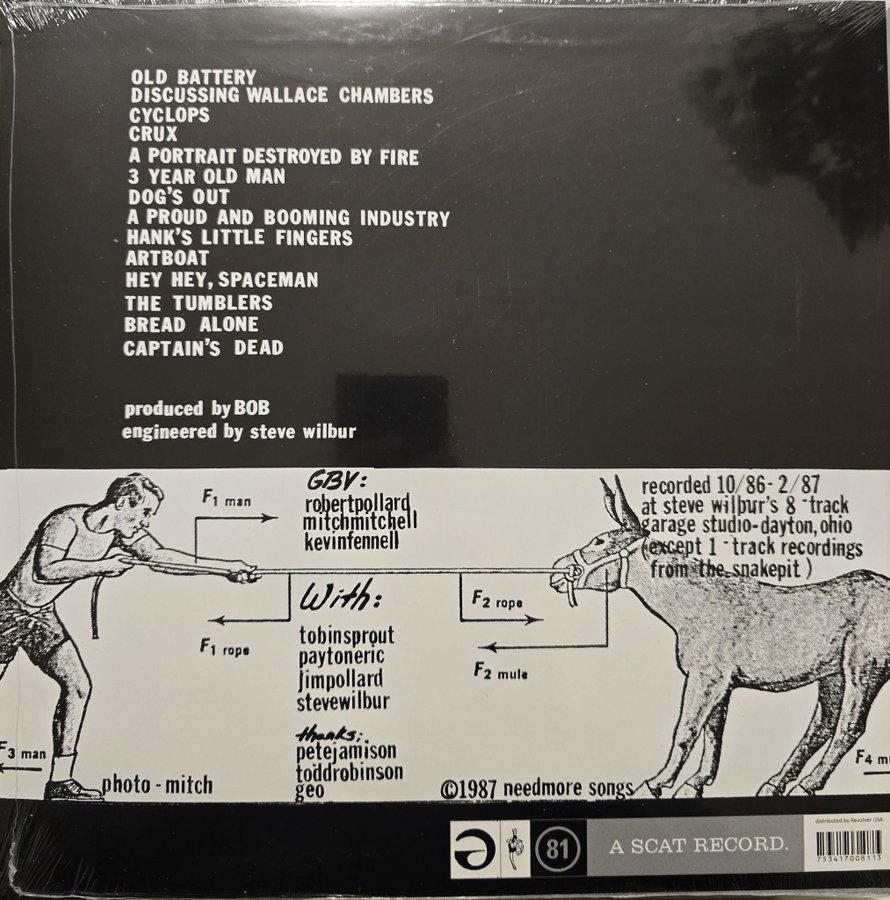 OLD BATTERY
DISCUSSING WALLACE CHAMBERS
CYCLOPS
CRUX
A PORTRAIT DESTROYED BY FIRE
3 YEAR OLD MAN
DOG'S OUT
A PROUD AND BOOMING INDUSTRY
HANK'S LITTLE FINGERS
ARTBOAT
HEY HEY, SPACEMAN
THE TUMBLERS
BREAD ALONE
CAPTAIN'S DEAD
produced by BOB
engineered by steve wilbur
F1 man
GBV:
robertpollard
mitchmitchell
kevinfennell
recorded 10/86-2/87
at steve wilbur's 8-track
garage studio-dayton,ohio
(except 1-track recordings
from the snakepit)
F1 rope
With:
tobinsprout
paytoneric
jimpollard
stevewilbur
F2 rope
F2 mule
thanks:
petejamison
toddrobinson
geo
F3 man
photo-mitch
©1987 needmore songs
F4 m
81
A SCAT RECORD.
distributed by Revolver USA
753417008113